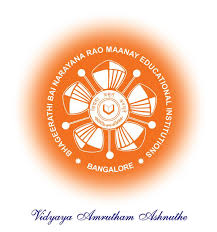 BHAGEERATHI BAI NARAYANA RAO MAANAY EDUCATIONAL INSTITUTIONS
• BANGALORE •
Vidyaya Amrutham Ashnuthe